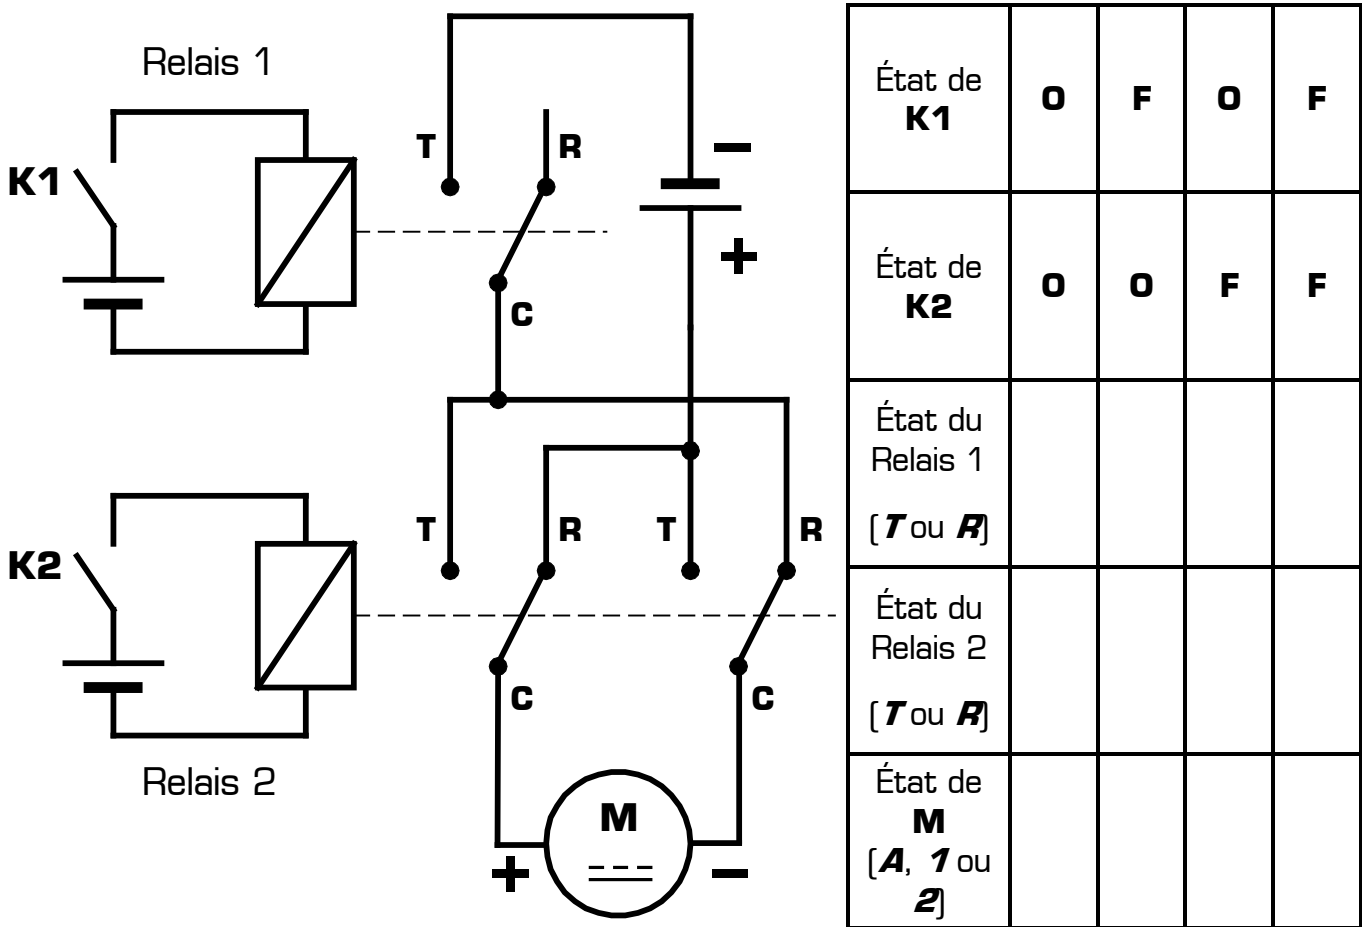 Relais 1
K1
T
R
C
−
+
K2
T
R
T
R
C
C
M
+
−
Relais 2
État de
K1
O
F
O
F
État de
K2
O
O
F
F
État du
Relais 1
(T ou R)
État du
Relais 2
(T ou R)
État de
M
(A, 1 ou
2)